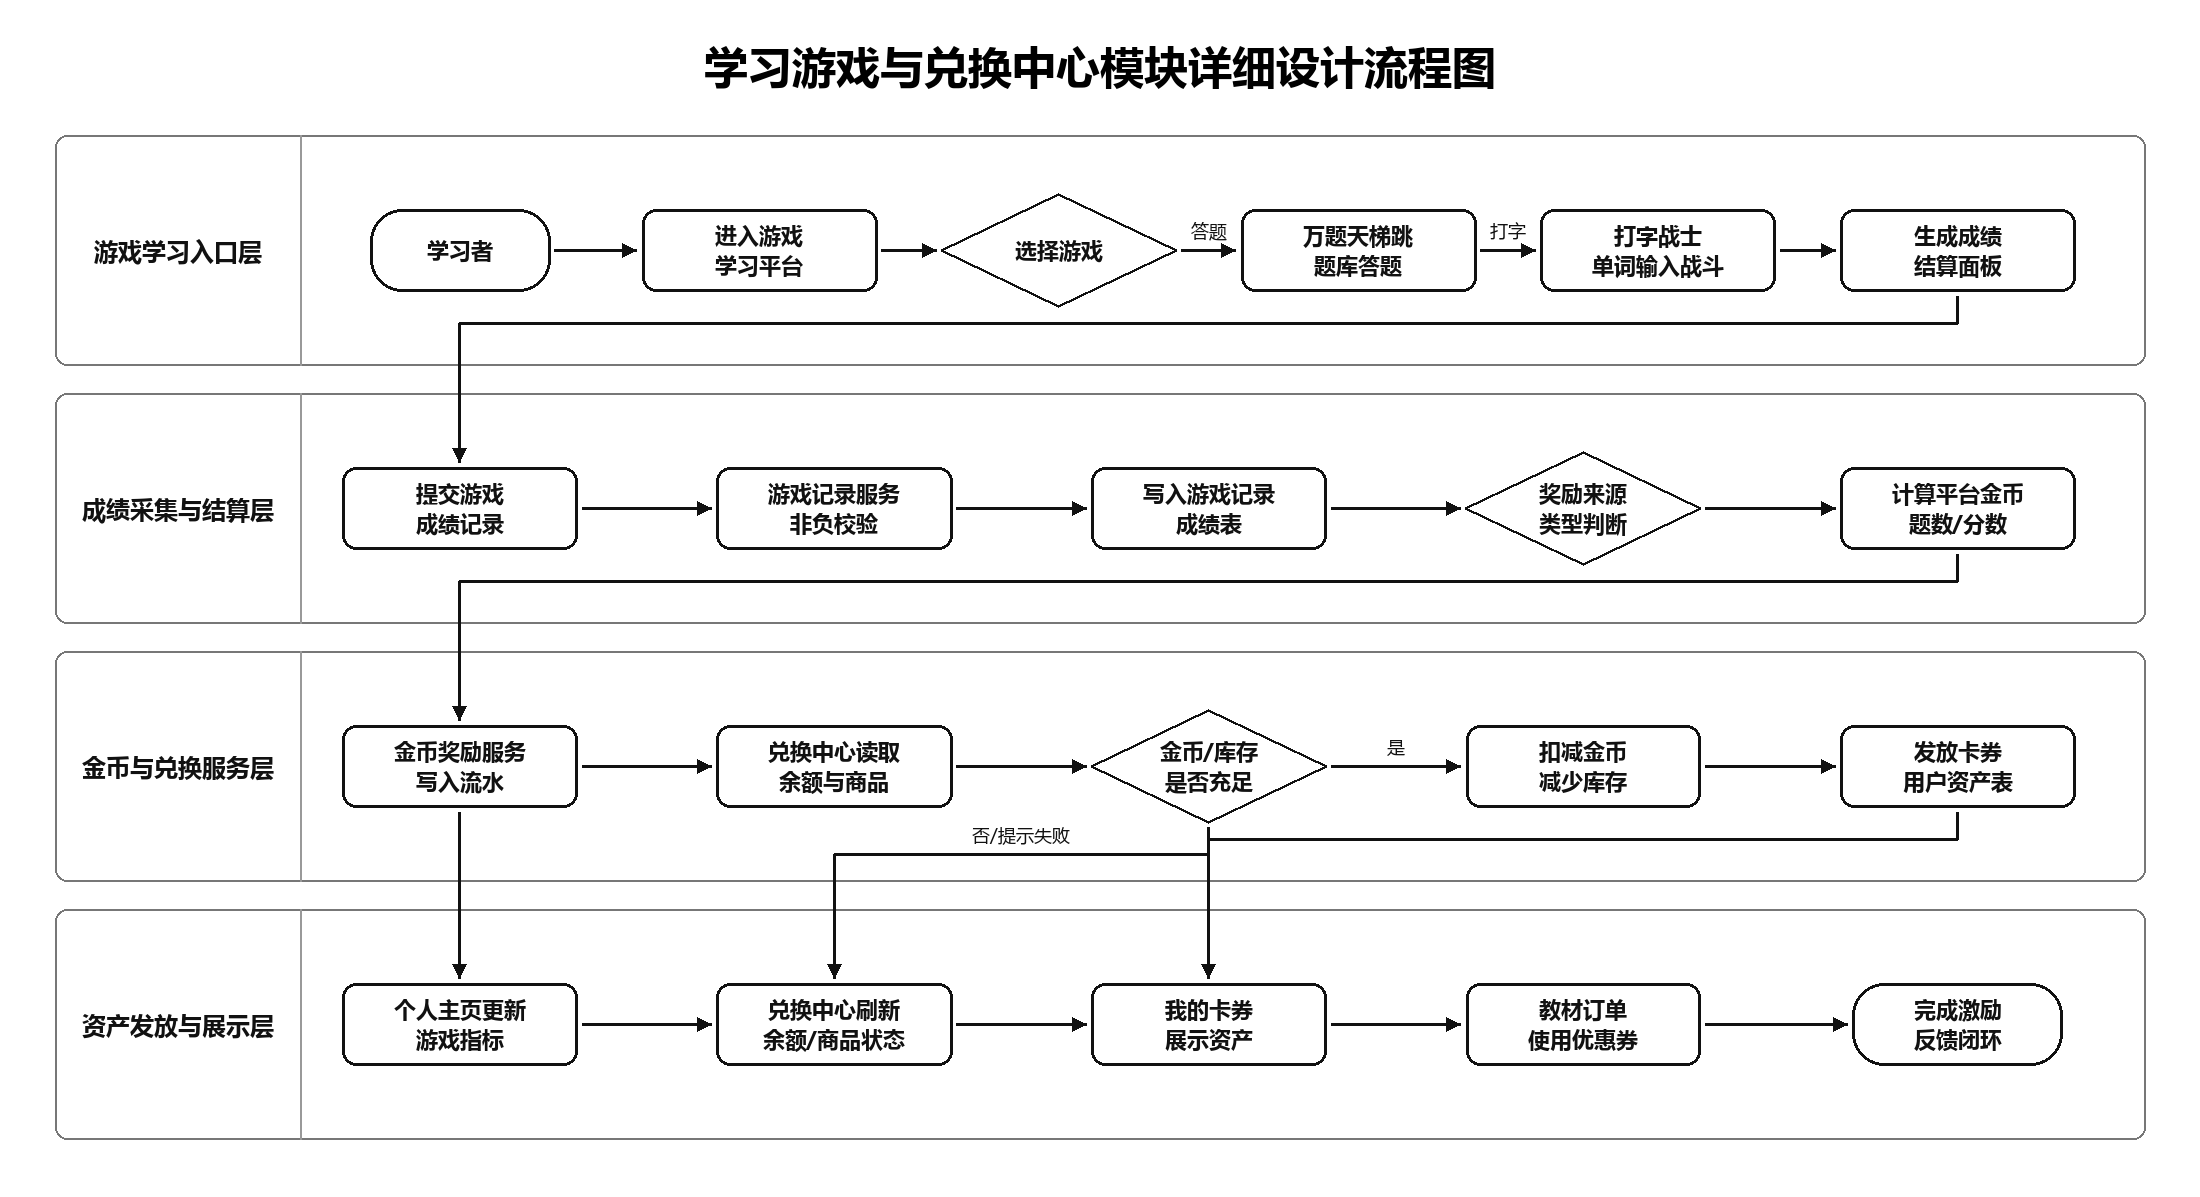 学习游戏与兑换中心模块详细设计流程图
游戏学习入口层
学习者
进入游戏
学习平台
选择游戏
答题
万题天梯跳
题库答题
打字
打字战士
单词输入战斗
生成成绩
结算面板
成绩采集与结算层
提交游戏
成绩记录
游戏记录服务
非负校验
写入游戏记录
成绩表
奖励来源
类型判断
计算平台金币
题数/分数
金币与兑换服务层
金币奖励服务
写入流水
兑换中心读取
余额与商品
金币/库存
是否充足
是
扣减金币
减少库存
发放卡券
用户资产表
否/提示失败
资产发放与展示层
个人主页更新
游戏指标
兑换中心刷新
余额/商品状态
我的卡券
展示资产
教材订单
使用优惠券
完成激励
反馈闭环